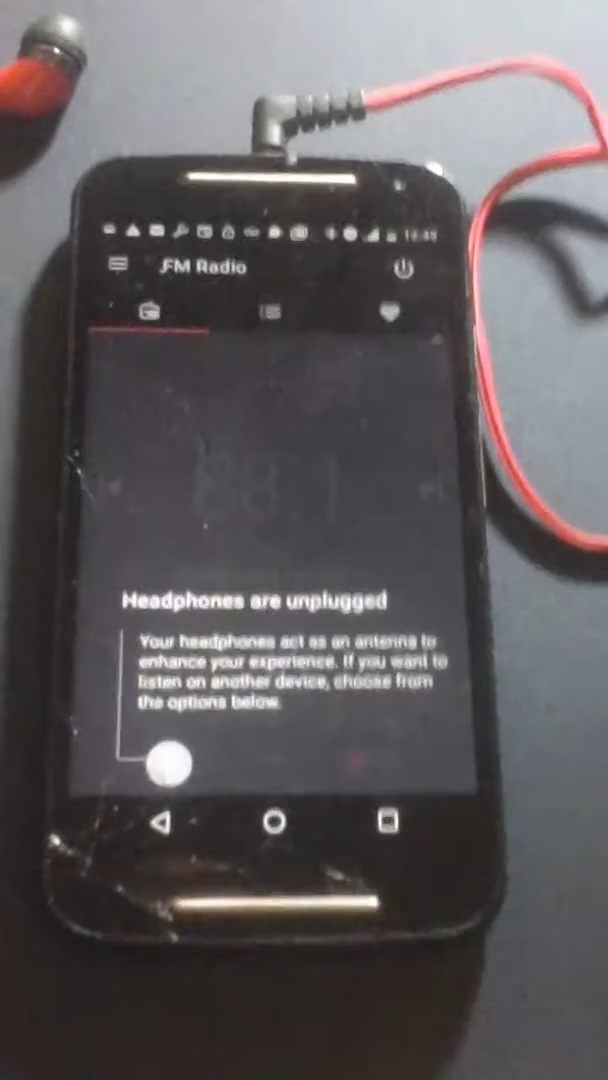 12:48
FM Radio
88.1
Headphones are unplugged
Your headphones act as an antenna to
enhance your experience. If you want to
listen on another device, choose from
the options below.